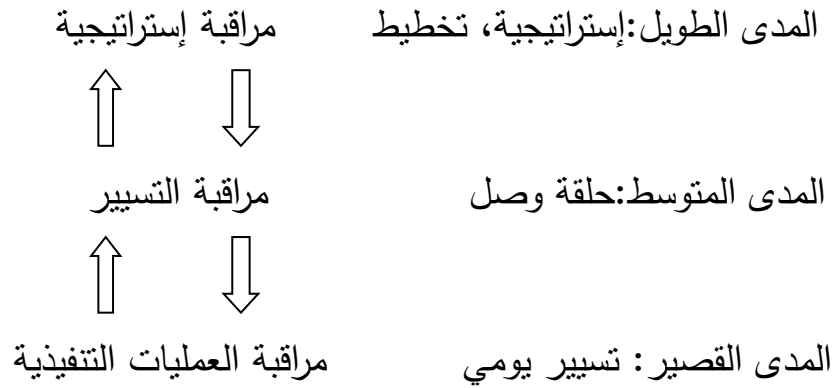 المدى الطويل:إستراتيجية، تخطيط مراقبة إستراتيجية
المدى المتوسط:حلقة وصل مراقبة التسيير
المدى القصير : تسيير يومي مراقبة العمليات التنفيذية